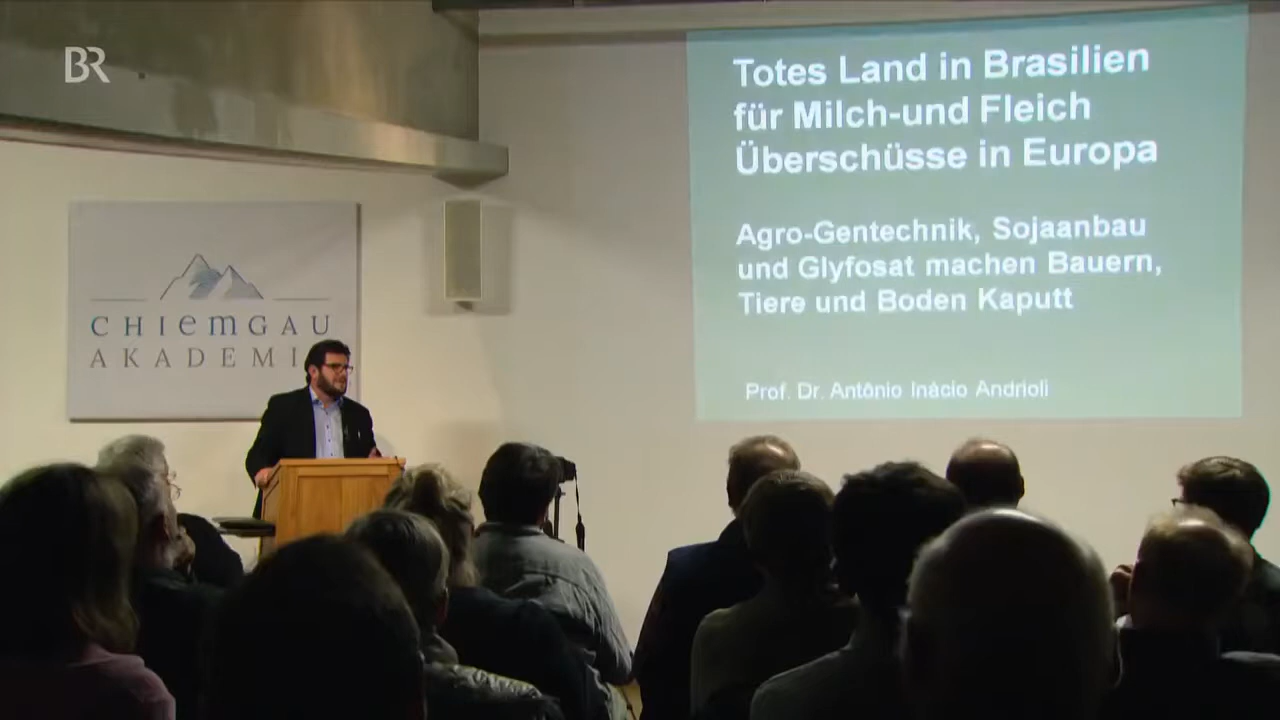 BR
Totes Land in Brasilien
für Milch-und Fleich
Überschüsse in Europa
Agro-Gentechnik, Sojaanbau
und Glyfosat machen Bauern,
Tiere und Boden Kaputt
Prof. Dr. Antônio Inácio Andrioli
CHIEMGAU
AKADEMI